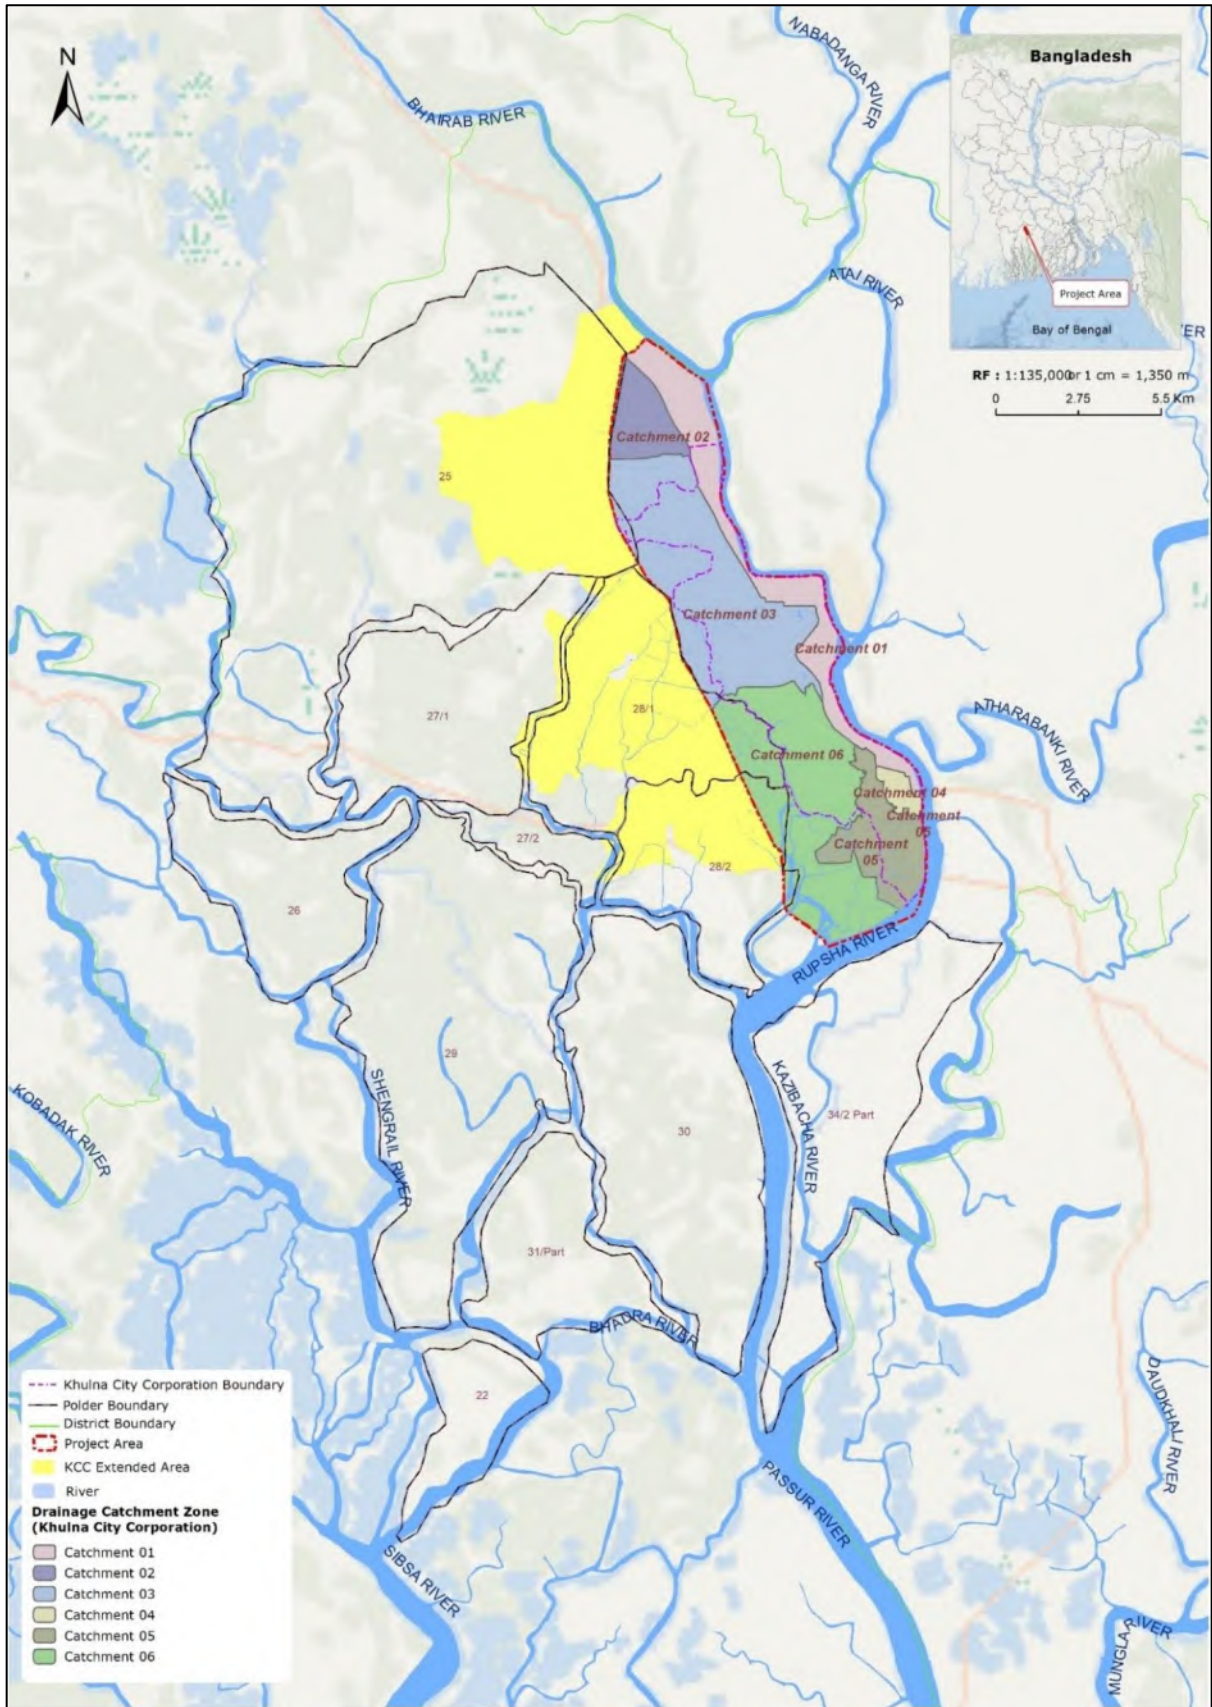 N
NABADANGA RIVER
BHAIRAB RIVER
Bangladesh
Project Area
Bay of Bengal
ER
ATAI RIVER
RF : 1:135,000or 1 cm = 1,350 m
0 2.75 5.5 Km
Catchment 02
25
Catchment 03
Catchment 01
27/1
28/1
ATHARABANKI RIVER
Catchment 06
Catchment 04
Catchment
05
Catchment
05
27/2
28/2
26
RUPSHA RIVER
29
KOBADAK RIVER
SHENGRAIL RIVER
KAZIBACHA RIVER
34/2 Part
30
31/Part
BHADRA RIVER
22
DAUDKHALI RIVER
PASSUR RIVER
SIBSA RIVER
MUNGLA RIVER
Khulna City Corporation Boundary
Polder Boundary
District Boundary
Project Area
KCC Extended Area
River
Drainage Catchment Zone
(Khulna City Corporation)
Catchment 01
Catchment 02
Catchment 03
Catchment 04
Catchment 05
Catchment 06